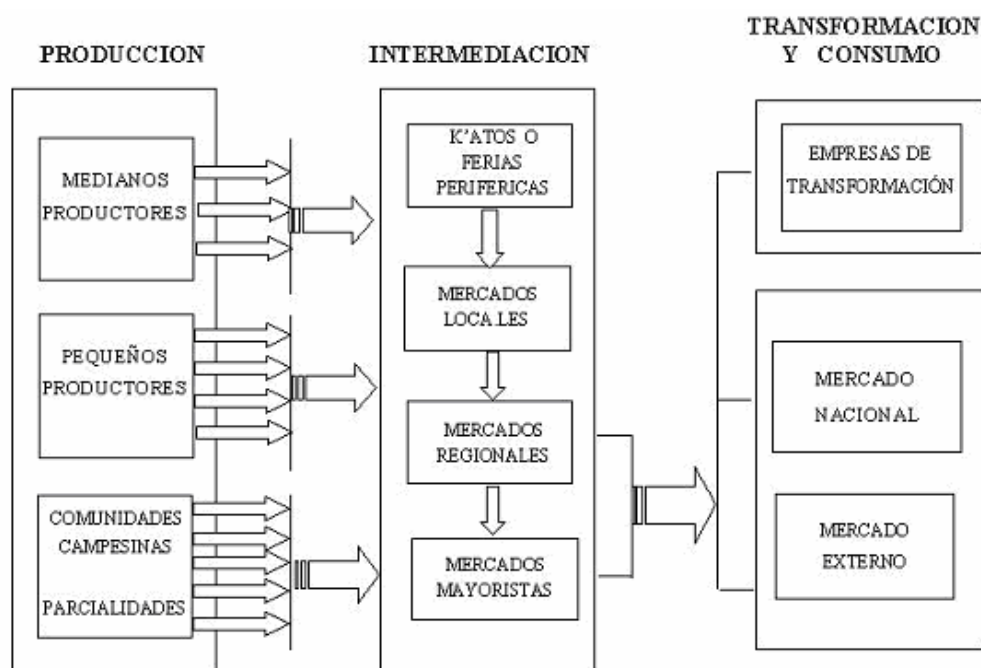 PRODUCCION
MEDIANOS
PRODUCTORES
PEQUEÑOS
PRODUCTORES
COMUNIDADES
CAMPESINAS
PARCIALIDADES
INTERMEDIACION
K'ATOS O
FERIAS
PERIFERICAS
MERCADOS
LOCALES
MERCADOS
REGIONALES
MERCADOS
MAYORISTAS
TRANSFORMACION
Y CONSUMO
EMPRESAS DE
TRANSFORMACIÓN
MERCADO
NACIONAL
MERCADO
EXTERNO